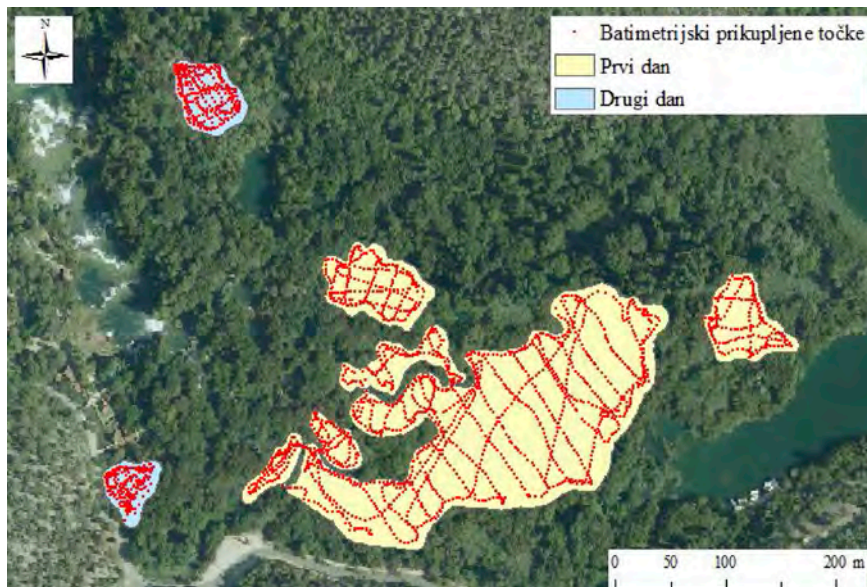 N
Batimetrijski prikupljene točke
Prvi dan
Drugi dan
0 50 100 200 m